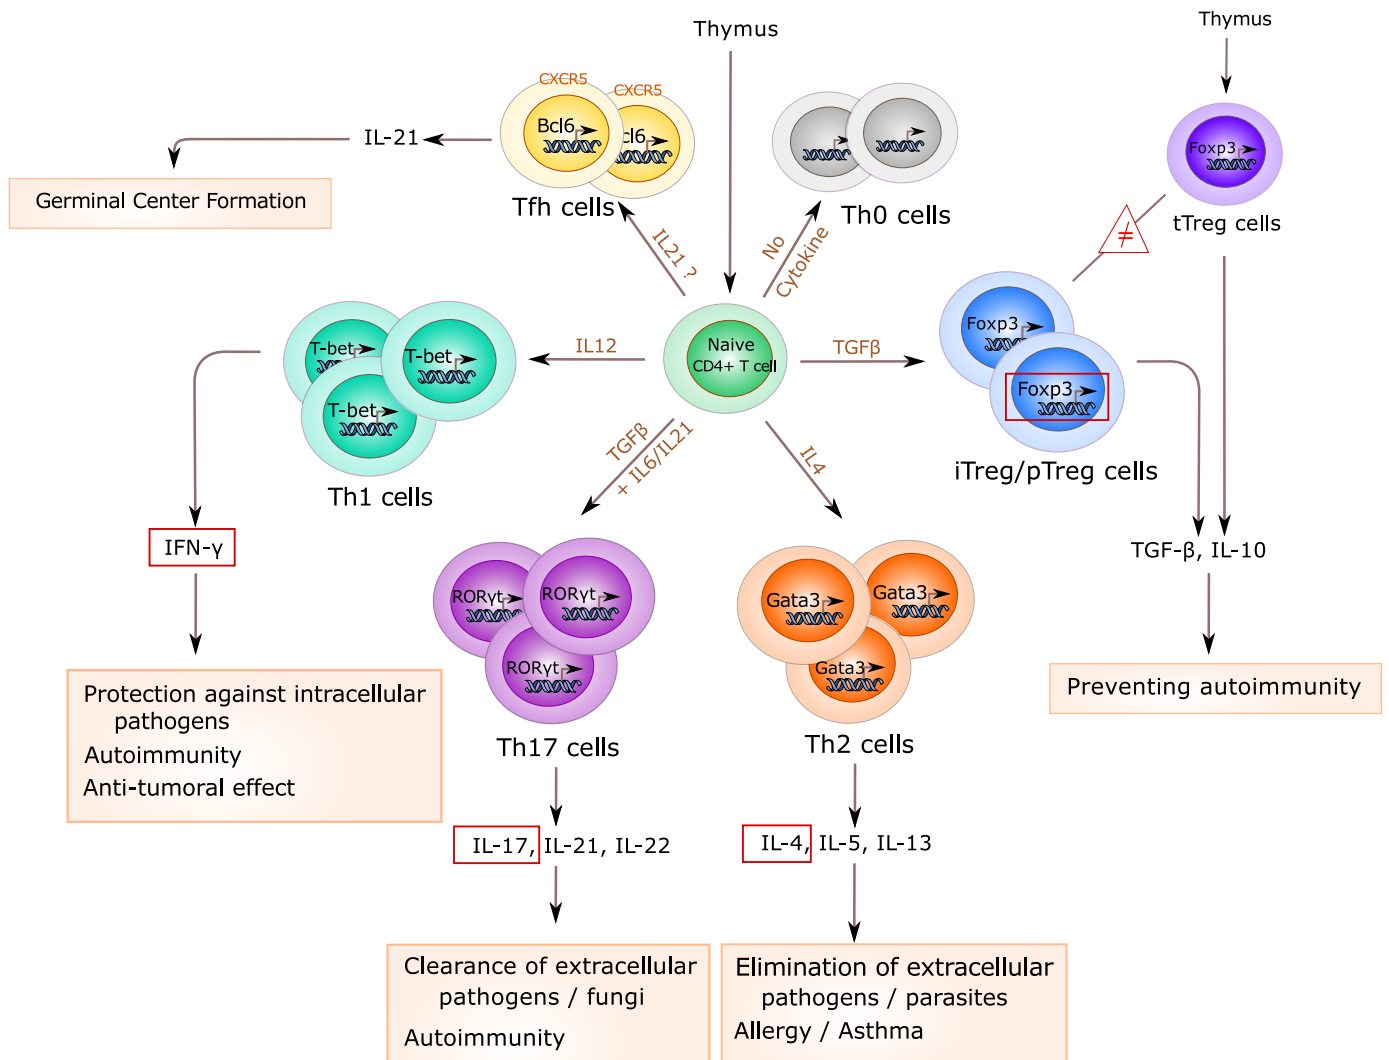 Thymus
Thymus
CXCR5
CXCR5
Bcl6
cl6
Tfh cells
IL-21
Germinal Center Formation
Th0 cells
Foxp3
tTreg cells
≠
IL21 ?
No
Cytokine
Naive
CD4+ T cell
IL12
TGFβ
T-bet
T-bet
T-bet
Th1 cells
Foxp3
Foxp3
iTreg/pTreg cells
TGFβ
+ IL6/IL21
IL4
IFN-γ
TGF-β, IL-10
RORγt
RORγt
RORγt
Th17 cells
Gata3
Gata3
Gata3
Th2 cells
Protection against intracellular
pathogens
Autoimmunity
Anti-tumoral effect
Preventing autoimmunity
IL-17, IL-21, IL-22
IL-4, IL-5, IL-13
Clearance of extracellular
pathogens / fungi
Autoimmunity
Elimination of extracellular
pathogens / parasites
Allergy / Asthma